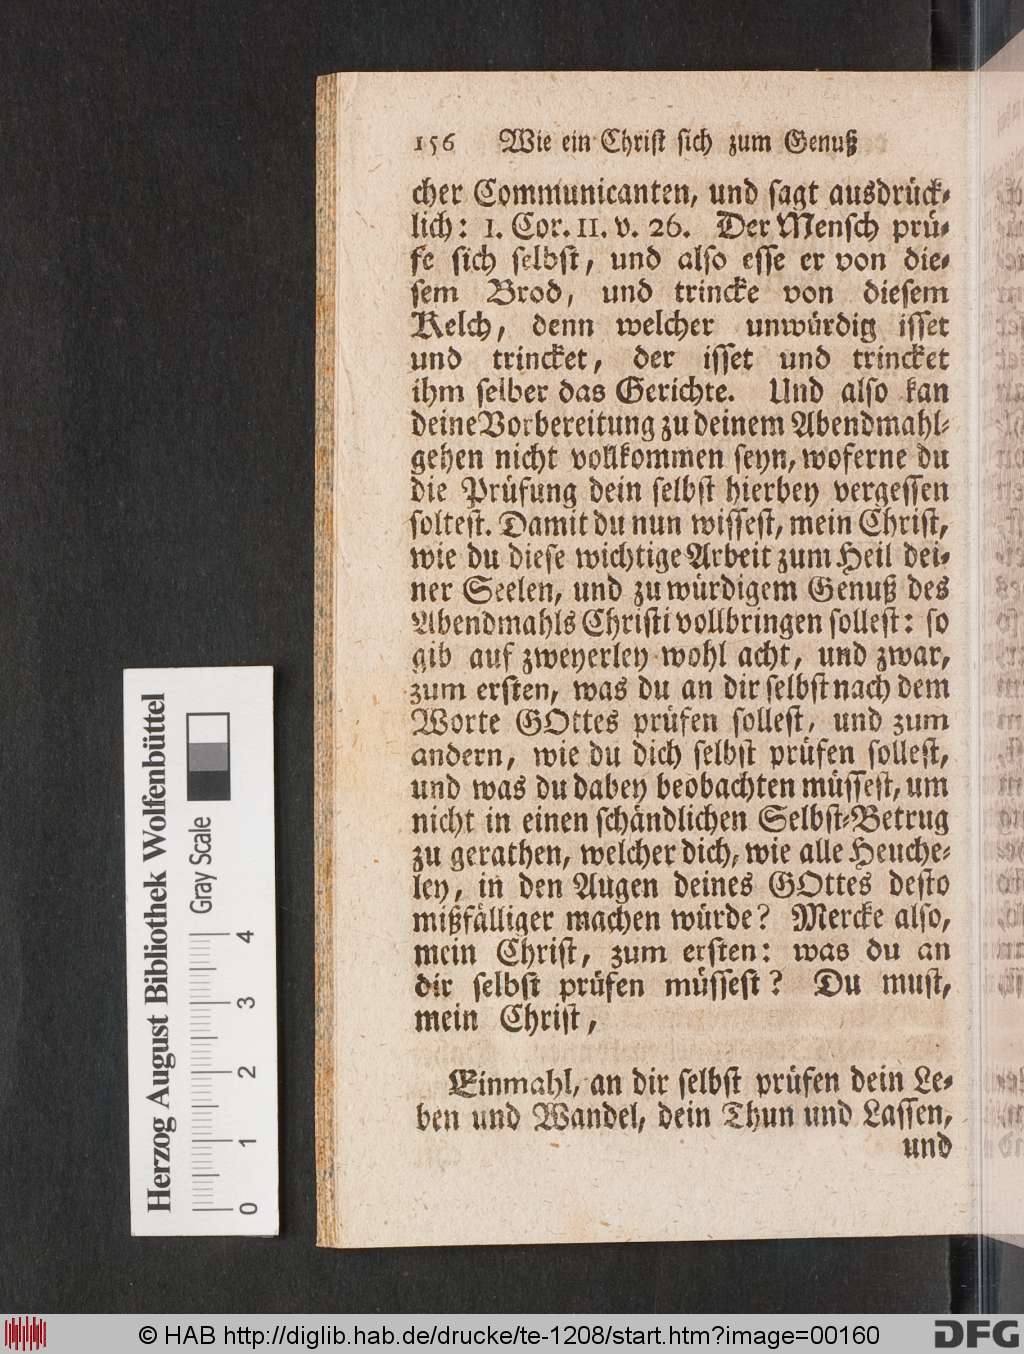 156 Wie ein Christ sich zum Genuß
cher Communicanten, und sagt ausdrück-
lich: 1. Cor. 11. v. 26. Der Mensch prü-
fe sich selbst, und also esse er von die-
sem Brod, und trincke von diesem
Kelch, denn welcher unwürdig isset
und trincket, der isset und trincket
ihm selber das Gerichte. Und also kan
deine Vorbereitung zu deinem Abendmahl-
gehen nicht vollkommen seyn, woferne du
die Prüfung dein selbst hierbey vergessen
soltest. Damit du nun wissest, mein Christ,
wie du diese wichtige Arbeit zum Heil dei-
ner Seelen, und zu würdigem Genuß des
Abendmahls Christi vollbringen sollest: so
gib auf zweyerley wohl acht, und zwar,
zum ersten, was du an dir selbst nach dem
Worte GOttes prüfen sollest, und zum
andern, wie du dich selbst prüfen sollest,
und was du dabey beobachten müssest, um
nicht in einen schändlichen Selbst-Betrug
zu gerathen, welcher dich, wie alle Heuche-
ley, in den Augen deines GOttes desto
mißfälliger machen würde? Mercke also,
mein Christ, zum ersten: was du an
dir selbst prüfen müssest? Du must,
mein Christ,
Einmahl, an dir selbst prüfen dein Le-
ben und Wandel, dein Thun und Lassen,
und
Herzog August Bibliothek Wolfenbüttel
Gray Scale
0 1 2 3 4
© HAB http://diglib.hab.de/drucke/te-1208/start.htm?image=00160
DFG